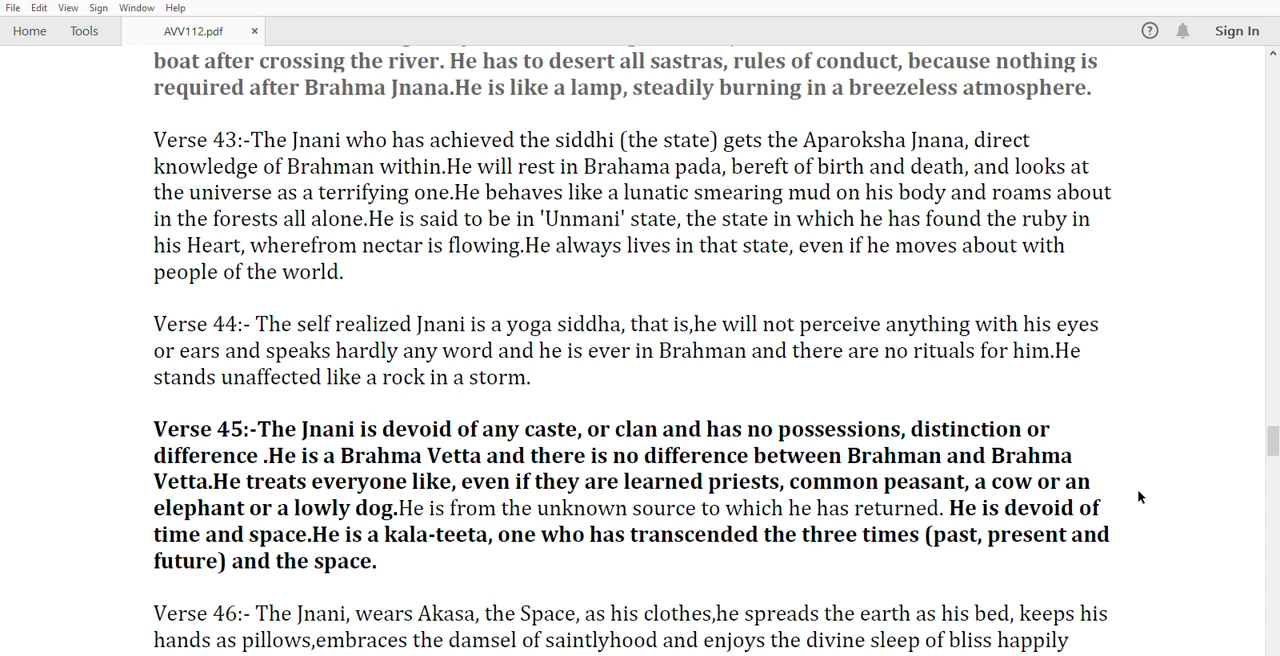 File Edit View Sign Window Help
Home Tools AVV112.pdf × ? Sign In
boat after crossing the river. He has to desert all sastras, rules of conduct, because nothing is
required after Brahma Jnana.He is like a lamp, steadily burning in a breezeless atmosphere.
Verse 43:-The Jnani who has achieved the siddhi (the state) gets the Aparoksha Jnana, direct
knowledge of Brahman within.He will rest in Brahama pada, bereft of birth and death, and looks at
the universe as a terrifying one.He behaves like a lunatic smearing mud on his body and roams about
in the forests all alone.He is said to be in 'Unmani' state, the state in which he has found the ruby in
his Heart, wherefrom nectar is flowing.He always lives in that state, even if he moves about with
people of the world.
Verse 44:- The self realized Jnani is a yoga siddha, that is,he will not perceive anything with his eyes
or ears and speaks hardly any word and he is ever in Brahman and there are no rituals for him.He
stands unaffected like a rock in a storm.
Verse 45:-The Jnani is devoid of any caste, or clan and has no possessions, distinction or
difference .He is a Brahma Vetta and there is no difference between Brahman and Brahma
Vetta.He treats everyone like, even if they are learned priests, common peasant, a cow or an
elephant or a lowly dog.He is from the unknown source to which he has returned. He is devoid of
time and space.He is a kala-teeta, one who has transcended the three times (past, present and
future) and the space.
Verse 46:- The Jnani, wears Akasa, the Space, as his clothes,he spreads the earth as his bed, keeps his
hands as pillows,embraces the damsel of saintlyhood and enjoys the divine sleep of bliss happily